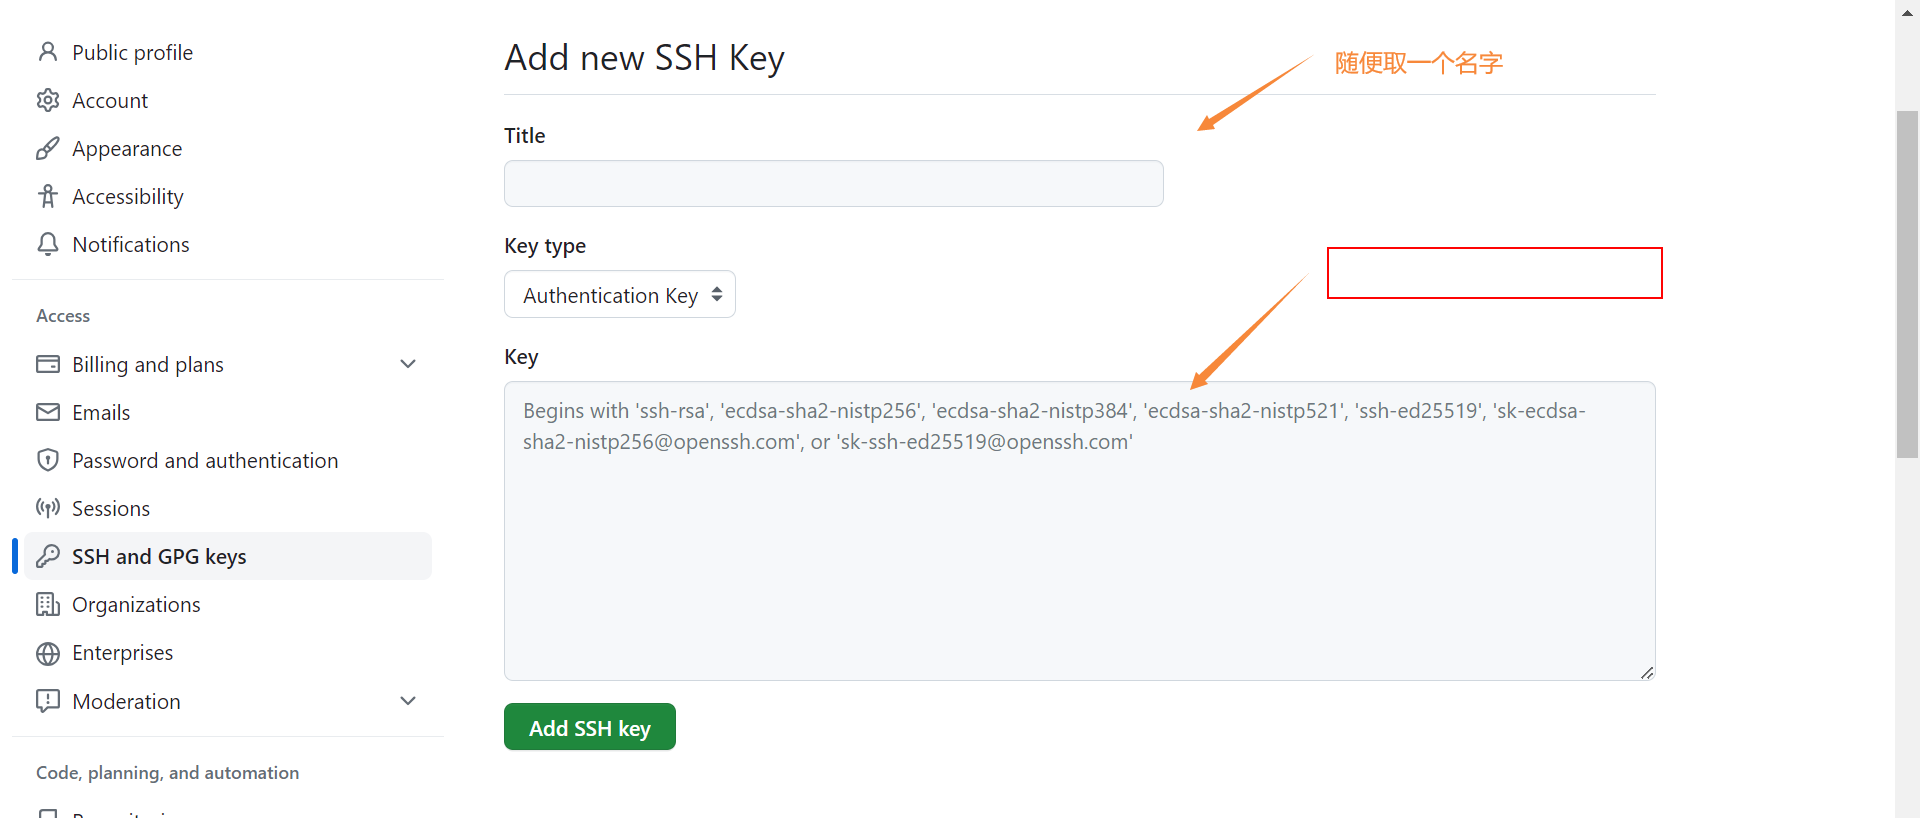 Public profile
Account
Appearance
Accessibility
Notifications
Access
Billing and plans
Emails
Password and authentication
Sessions
SSH and GPG keys
Organizations
Enterprises
Moderation
Code, planning, and automation
Add new SSH Key
随便取一个名字
Title
Key type
Authentication Key
Key
Begins with 'ssh-rsa', 'ecdsa-sha2-nistp256', 'ecdsa-sha2-nistp384', 'ecdsa-sha2-nistp521', 'ssh-ed25519', 'sk-ecdsa-
sha2-nistp256@openssh.com', or 'sk-ssh-ed25519@openssh.com'
Add SSH key